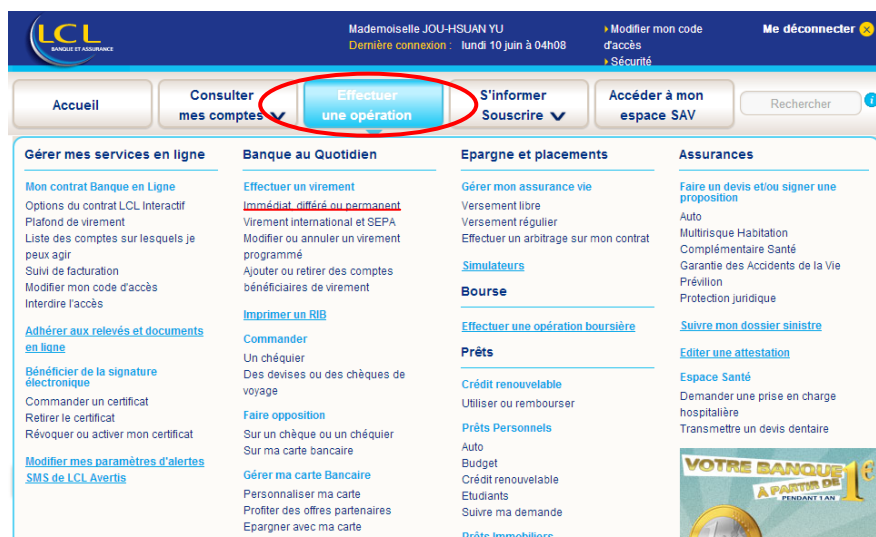 LCL
BANQUE ET ASSURANCE
Mademoiselle JOU-HSUAN YU
Dernière connexion : lundi 10 juin à 04h08
Modifier mon code
d'accès
Sécurité
Me déconnecter
Accueil
Consulter
mes comptes
Effectuer
une opération
S'informer
Souscrire
Accéder à mon
espace SAV
Rechercher
Gérer mes services en ligne
Mon contrat Banque en Ligne
Options du contrat LCL Interactif
Plafond de virement
Liste des comptes sur lesquels je
peux agir
Suivi de facturation
Modifier mon code d'accès
Interdire l'accès
Adhérer aux relevés et documents
en ligne
Bénéficier de la signature
électronique
Commander un certificat
Retirer le certificat
Révoquer ou activer mon certificat
Modifier mes paramètres d'alertes
SMS de LCL Avertis
Banque au Quotidien
Effectuer un virement
Immédiat, différé ou permanent
Virement international et SEPA
Modifier ou annuler un virement
programmé
Ajouter ou retirer des comptes
bénéficiaires de virement
Imprimer un RIB
Commander
Un chéquier
Des devises ou des chèques de
voyage
Faire opposition
Sur un chèque ou un chéquier
Sur ma carte bancaire
Gérer ma carte Bancaire
Personnaliser ma carte
Profiter des offres partenaires
Epargner avec ma carte
Epargne et placements
Gérer mon assurance vie
Versement libre
Versement régulier
Effectuer un arbitrage sur mon contrat
Simulateurs
Bourse
Effectuer une opération boursière
Prêts
Crédit renouvelable
Utiliser ou rembourser
Prêts Personnels
Auto
Budget
Crédit renouvelable
Etudiants
Suivre ma demande
Prêts Immobiliers
Assurances
Faire un devis et/ou signer une
proposition
Auto
Multirisque Habitation
Complémentaire Santé
Garantie des Accidents de la Vie
Prévilion
Protection juridique
Suivre mon dossier sinistre
Editer une attestation
Espace Santé
Demander une prise en charge
hospitalière
Transmettre un devis dentaire
VOTRE BANQUE
A PARTIR DE 1€
PENDANT 1 AN